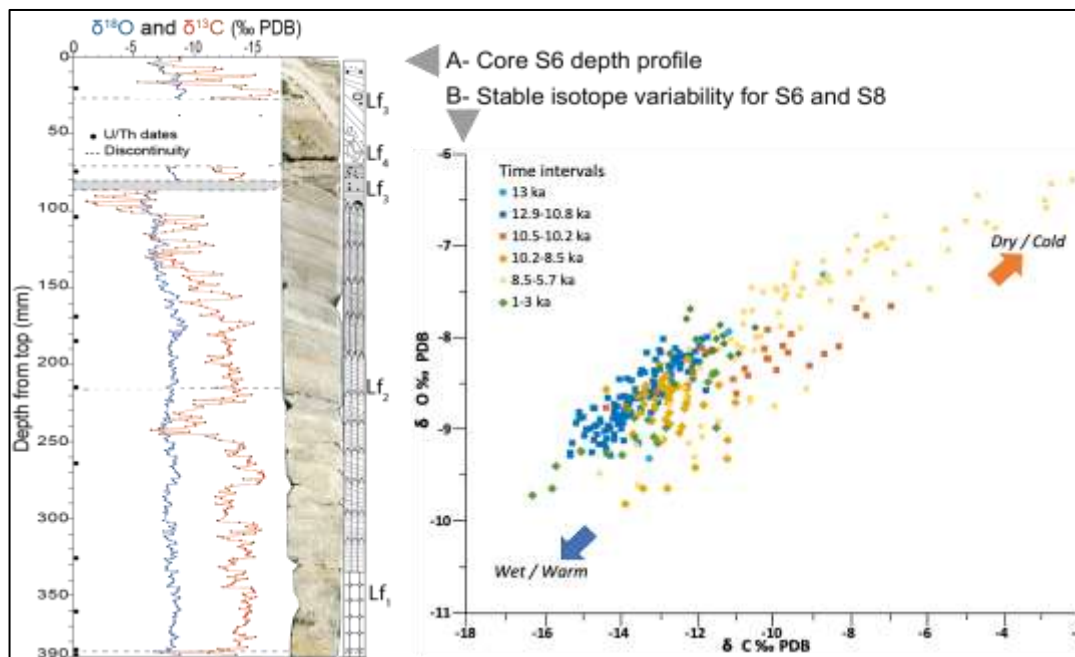 δ18O and δ13C (‰ PDB)
0 -5 -10 -15
0
50
100
150
200
250
300
350
390
Depth from top (mm)
U/Th dates
Discontinuity
Lf3
Lf4
Lf3
Lf2
Lf1
A- Core S6 depth profile
B- Stable isotope variability for S6 and S8
-6
-7
-8
-9
-10
-11
δ O ‰ PDB
Time intervals
13 ka
12.9-10.8 ka
10.5-10.2 ka
10.2-8.5 ka
8.5-5.7 ka
1-3 ka
Dry / Cold
Wet / Warm
-18 -16 -14 -12 -10 -8 -6 -4
δ C ‰ PDB